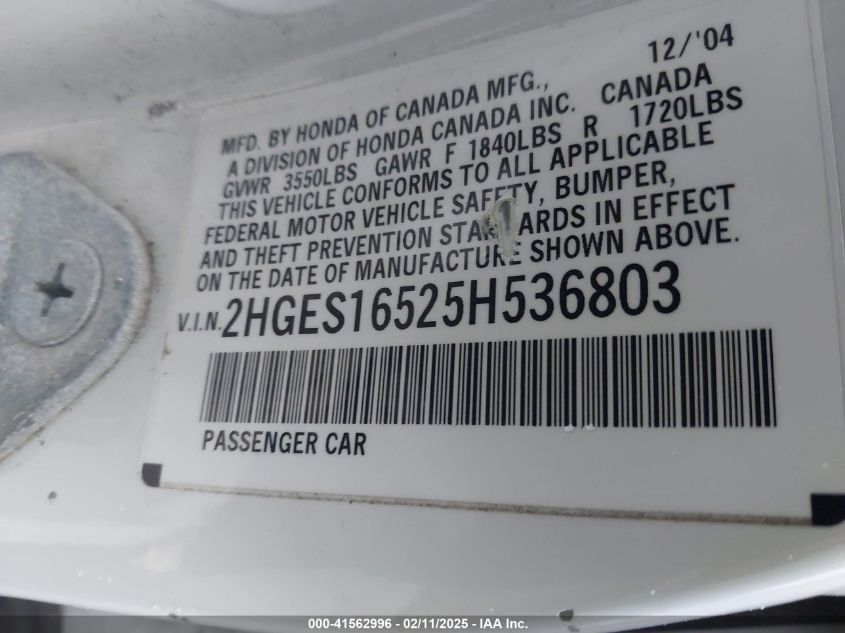 12/'04
MFD. BY HONDA OF CANADA MFG.,
A DIVISION OF HONDA CANADA INC. CANADA
GVWR 3550LBS GAWR F 1840LBS R 1720LBS
THIS VEHICLE CONFORMS TO ALL APPLICABLE
FEDERAL MOTOR VEHICLE SAFETY, BUMPER,
AND THEFT PREVENTION STANDARDS IN EFFECT
ON THE DATE OF MANUFACTURE SHOWN ABOVE.
V.I.N. 2HGES16525H536803
PASSENGER CAR
000-41562996 - 02/11/2025 - IAA Inc.